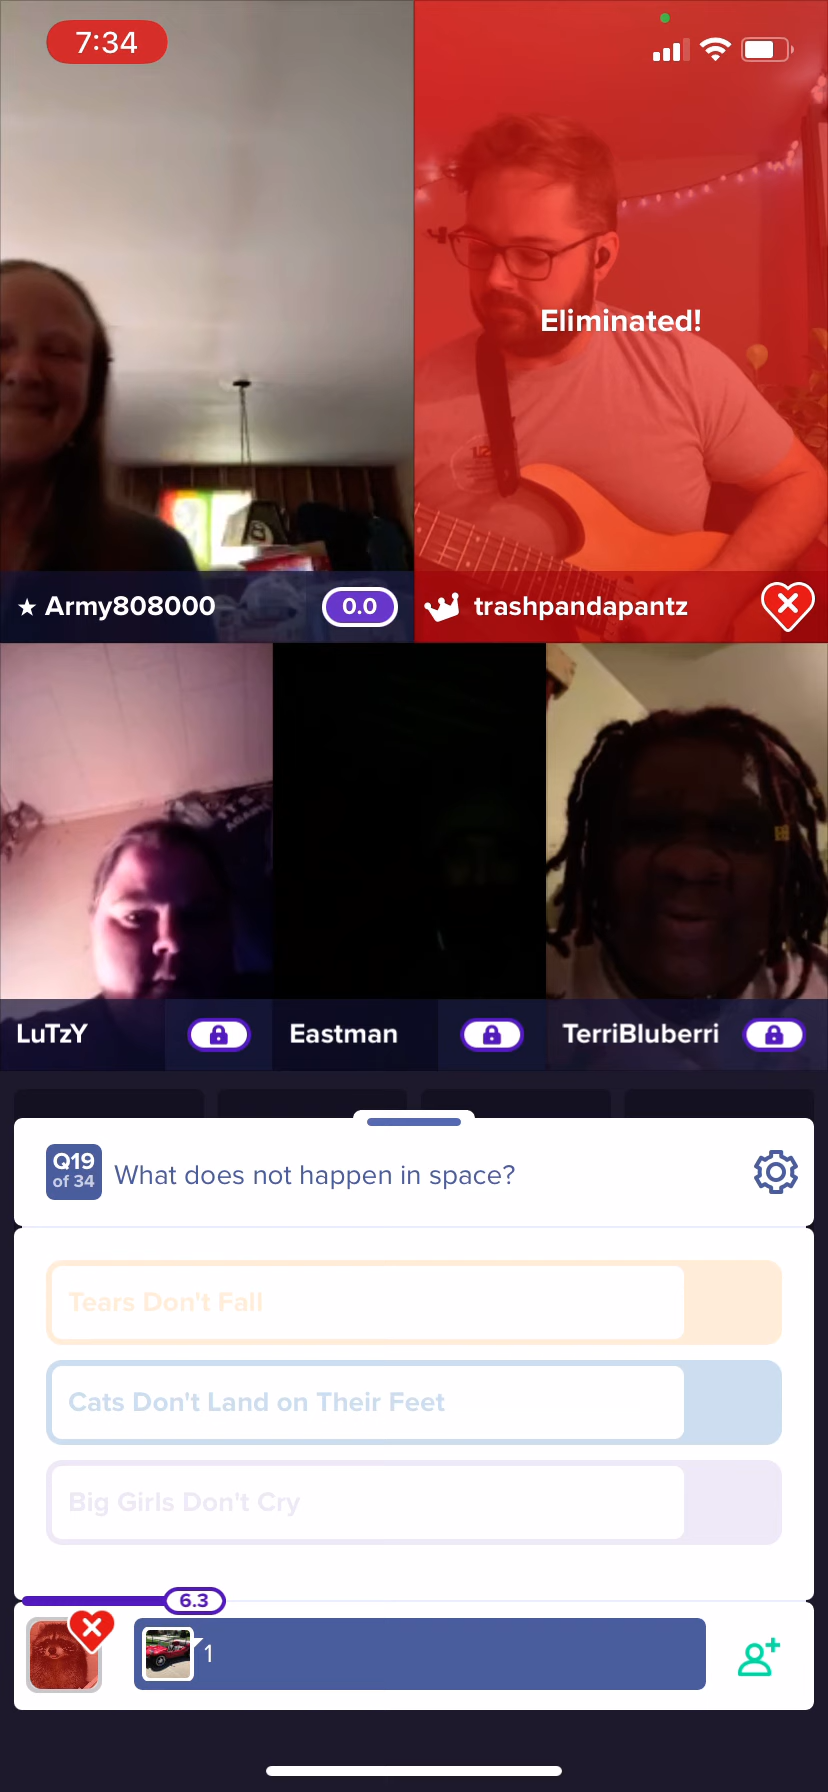 7:34
Eliminated!
Army808000
0.0
trashpandapantz
LuTzY
Eastman
TerriBluberri
Q19
of 34
What does not happen in space?
Tears Don't Fall
Cats Don't Land on Their Feet
Big Girls Don't Cry
6.3
1